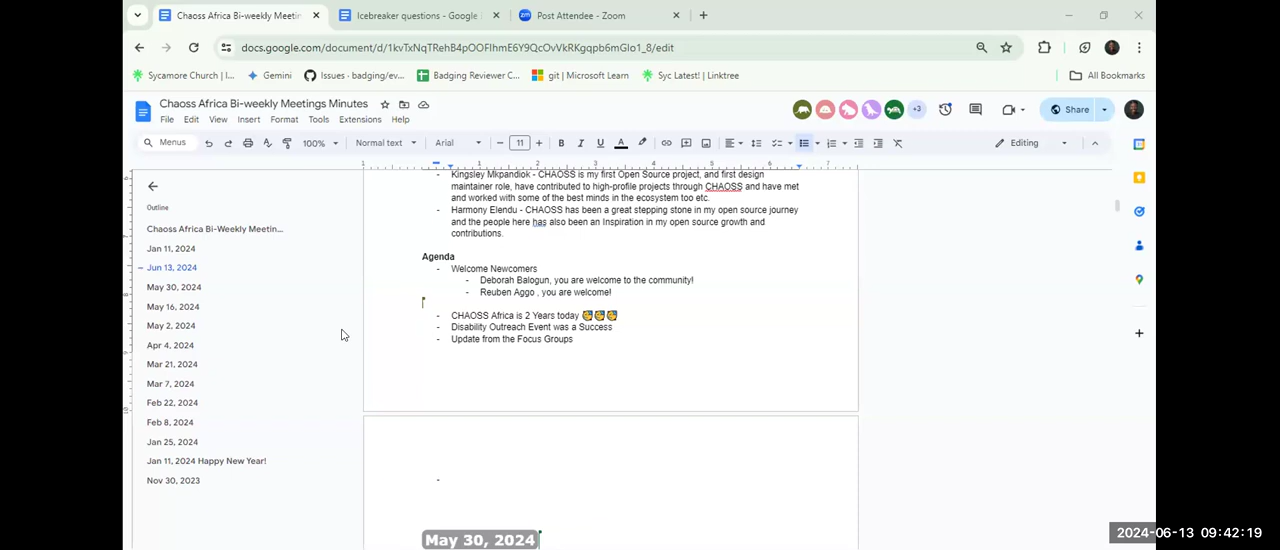 Chaoss Africa Bi-weekly Meetin
Icebreaker questions - Google
Post Attendee - Zoom
docs.google.com/document/d/1kvTxNqTRehB4pOOFIhmE6Y9QcOvVkRKgqpb6mGIo1_8/edit
Sycamore Church | I...
Gemini
Issues · badging/ev...
Badging Reviewer C...
git | Microsoft Learn
Syc Latest! | Linktree
All Bookmarks
Chaoss Africa Bi-weekly Meetings Minutes
+3
Share
File Edit View Insert Format Tools Extensions Help
Menus
100%
Normal text
Arial
11
Editing
Outline
Chaoss Africa Bi-Weekly Meetin...
Jan 11, 2024
Jun 13, 2024
May 30, 2024
May 16, 2024
May 2, 2024
Apr 4, 2024
Mar 21, 2024
Mar 7, 2024
Feb 22, 2024
Feb 8, 2024
Jan 25, 2024
Jan 11, 2024 Happy New Year!
Nov 30, 2023
- Kingsley Mkpandiok - CHAOSS is my first Open Source project, and first design
maintainer role, have contributed to high-profile projects through CHAOSS and have met
and worked with some of the best minds in the ecosystem too etc.
- Harmony Elendu - CHAOSS has been a great stepping stone in my open source journey
and the people here has also been an Inspiration in my open source growth and
contributions.
Agenda
- Welcome Newcomers
- Deborah Balogun, you are welcome to the community!
- Reuben Aggo , you are welcome!
- CHAOSS Africa is 2 Years today 🥰🥰🥰
- Disability Outreach Event was a Success
- Update from the Focus Groups
-
May 30, 2024
2024-06-13 09:42:19